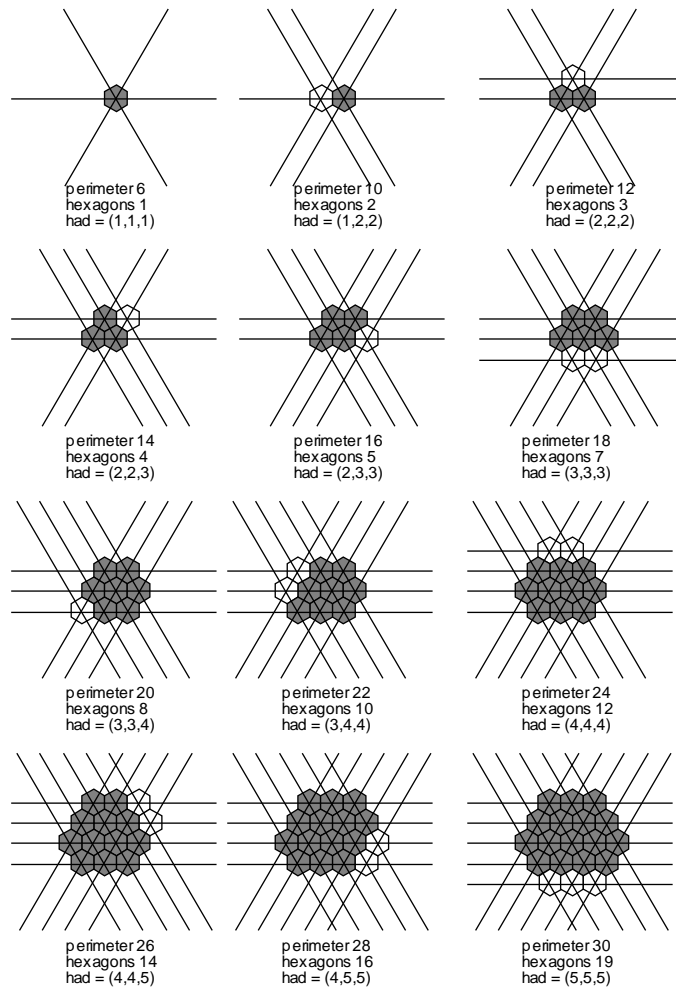 perimeter 6
hexagons 1
had = (1,1,1)
perimeter 10
hexagons 2
had = (1,2,2)
perimeter 12
hexagons 3
had = (2,2,2)
perimeter 14
hexagons 4
had = (2,2,3)
perimeter 16
hexagons 5
had = (2,3,3)
perimeter 18
hexagons 7
had = (3,3,3)
perimeter 20
hexagons 8
had = (3,3,4)
perimeter 22
hexagons 10
had = (3,4,4)
perimeter 24
hexagons 12
had = (4,4,4)
perimeter 26
hexagons 14
had = (4,4,5)
perimeter 28
hexagons 16
had = (4,5,5)
perimeter 30
hexagons 19
had = (5,5,5)